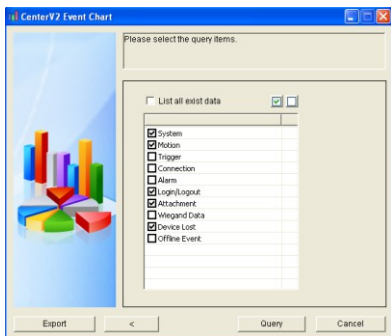 CenterV2 Event Chart
Please select the query items.
List all exist data
System
Motion
Trigger
Connection
Alarm
Login/Logout
Attachment
Wiegand Data
Device Lost
Offline Event
Export < Query Cancel